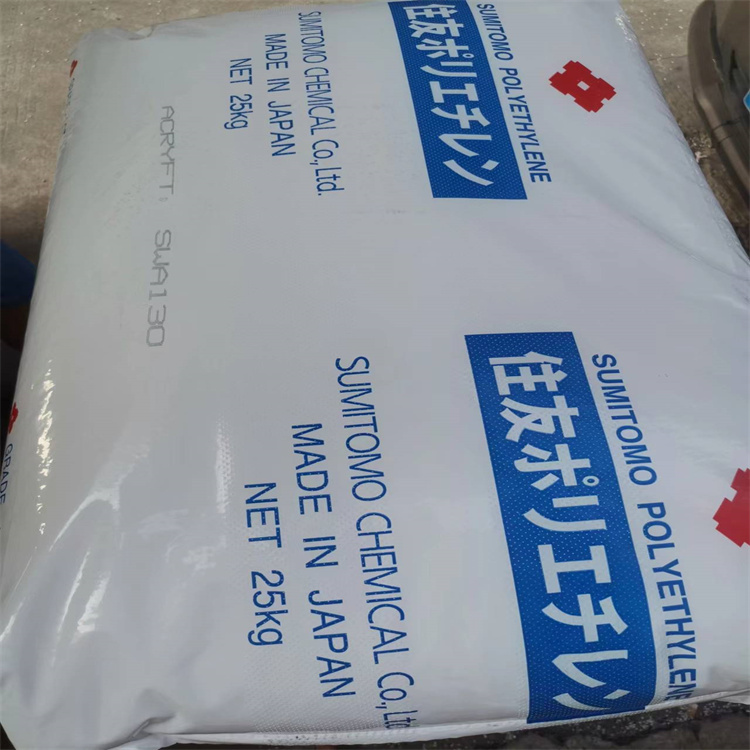 SUMITOMO POLYETHYLENE
住友ポリエチレン
SUMITOMO CHEMICAL Co.,Ltd.
MADE IN JAPAN
NET 25kg
ACRYFT: SWA130
SUMITOMO POLYETHYLENE
住友ポリエチレン
SUMITOMO CHEMICAL Co.,Ltd
MADE IN JAPAN
NET 25kg
GRADE